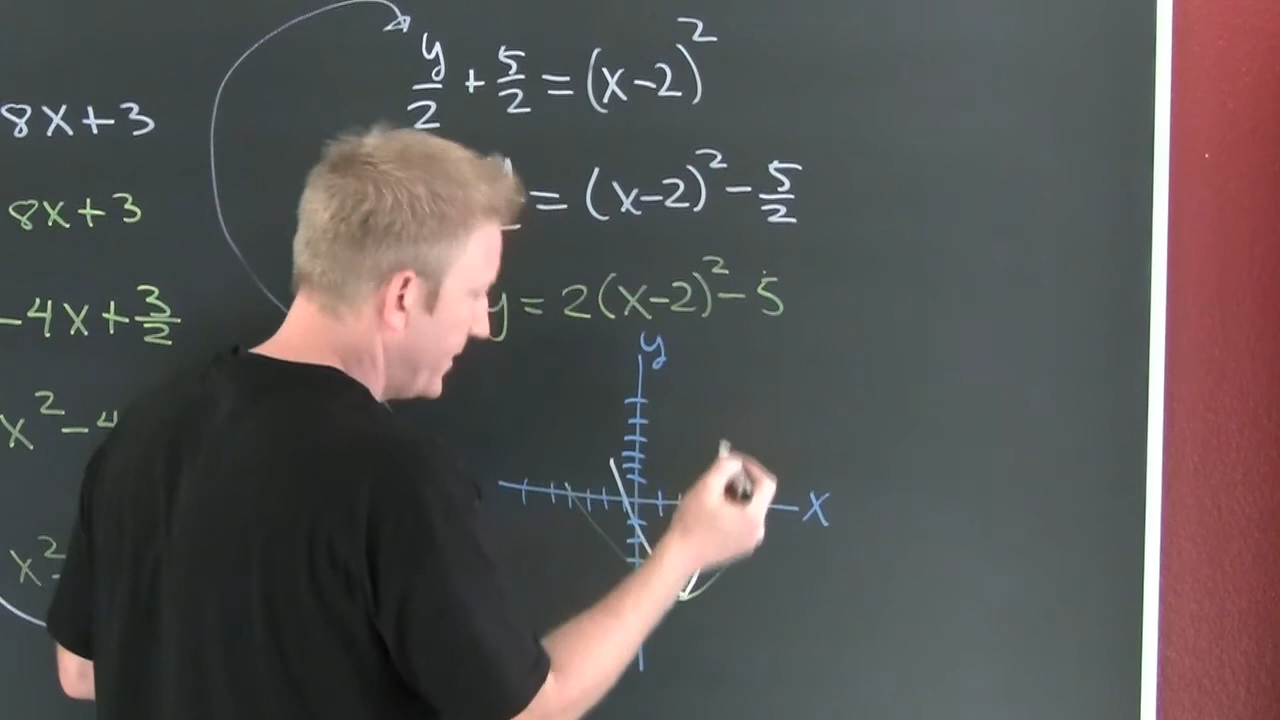 8x+3
8x+3
-4x+3/2
x²-4
x²-
y/2 + 5/2 = (x-2)²
= (x-2)² - 5/2
y = 2(x-2)² - 5
y
x